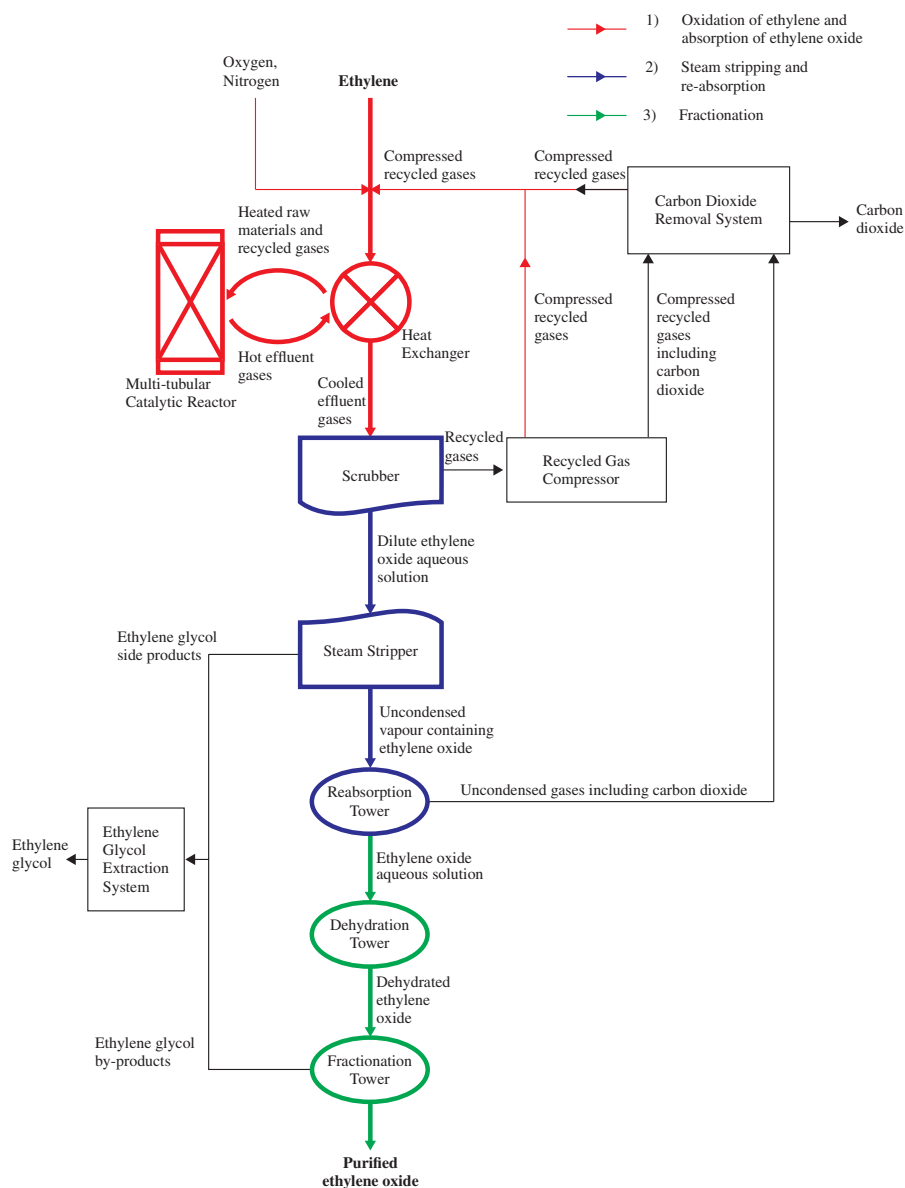 1) Oxidation of ethylene and
absorption of ethylene oxide
2) Steam stripping and
re-absorption
3) Fractionation
Oxygen,
Nitrogen
Ethylene
Compressed
recycled gases
Compressed
recycled gases
Carbon Dioxide
Removal System
Carbon
dioxide
Heated raw
materials and
recycled gases
Heat
Exchanger
Hot effluent
gases
Multi-tubular
Catalytic Reactor
Compressed
recycled
gases
Compressed
recycled
gases
including
carbon
dioxide
Cooled
effluent
gases
Scrubber
Recycled
gases
Recycled Gas
Compressor
Dilute ethylene
oxide aqueous
solution
Ethylene glycol
side products
Steam Stripper
Uncondensed
vapour containing
ethylene oxide
Reabsorption
Tower
Uncondensed gases including carbon dioxide
Ethylene
glycol
Ethylene
Glycol
Extraction
System
Ethylene oxide
aqueous solution
Dehydration
Tower
Dehydrated
ethylene
oxide
Ethylene glycol
by-products
Fractionation
Tower
Purified
ethylene oxide